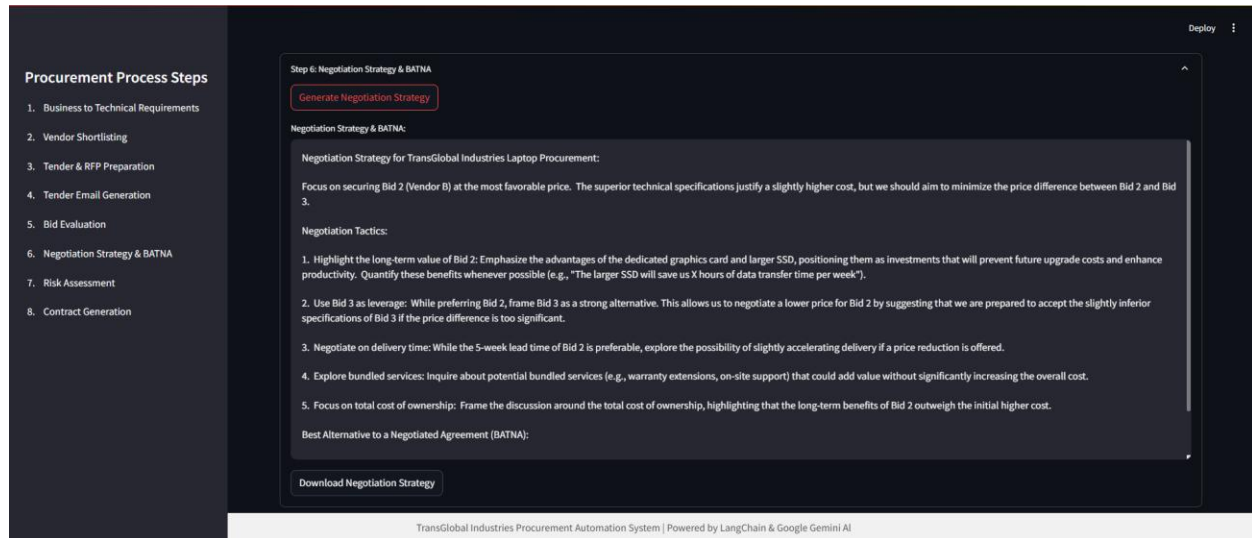 Deploy
Procurement Process Steps
1. Business to Technical Requirements
2. Vendor Shortlisting
3. Tender & RFP Preparation
4. Tender Email Generation
5. Bid Evaluation
6. Negotiation Strategy & BATNA
7. Risk Assessment
8. Contract Generation
Step 6: Negotiation Strategy & BATNA
Generate Negotiation Strategy
Negotiation Strategy & BATNA:
Negotiation Strategy for TransGlobal Industries Laptop Procurement:
Focus on securing Bid 2 (Vendor B) at the most favorable price. The superior technical specifications justify a slightly higher cost, but we should aim to minimize the price difference between Bid 2 and Bid
3.
Negotiation Tactics:
1. Highlight the long-term value of Bid 2: Emphasize the advantages of the dedicated graphics card and larger SSD, positioning them as investments that will prevent future upgrade costs and enhance
productivity. Quantify these benefits whenever possible (e.g., "The larger SSD will save us X hours of data transfer time per week").
2. Use Bid 3 as leverage: While preferring Bid 2, frame Bid 3 as a strong alternative. This allows us to negotiate a lower price for Bid 2 by suggesting that we are prepared to accept the slightly inferior
specifications of Bid 3 if the price difference is too significant.
3. Negotiate on delivery time: While the 5-week lead time of Bid 2 is preferable, explore the possibility of slightly accelerating delivery if a price reduction is offered.
4. Explore bundled services: Inquire about potential bundled services (e.g., warranty extensions, on-site support) that could add value without significantly increasing the overall cost.
5. Focus on total cost of ownership: Frame the discussion around the total cost of ownership, highlighting that the long-term benefits of Bid 2 outweigh the initial higher cost.
Best Alternative to a Negotiated Agreement (BATNA):
Download Negotiation Strategy
TransGlobal Industries Procurement Automation System | Powered by LangChain & Google Gemini AI